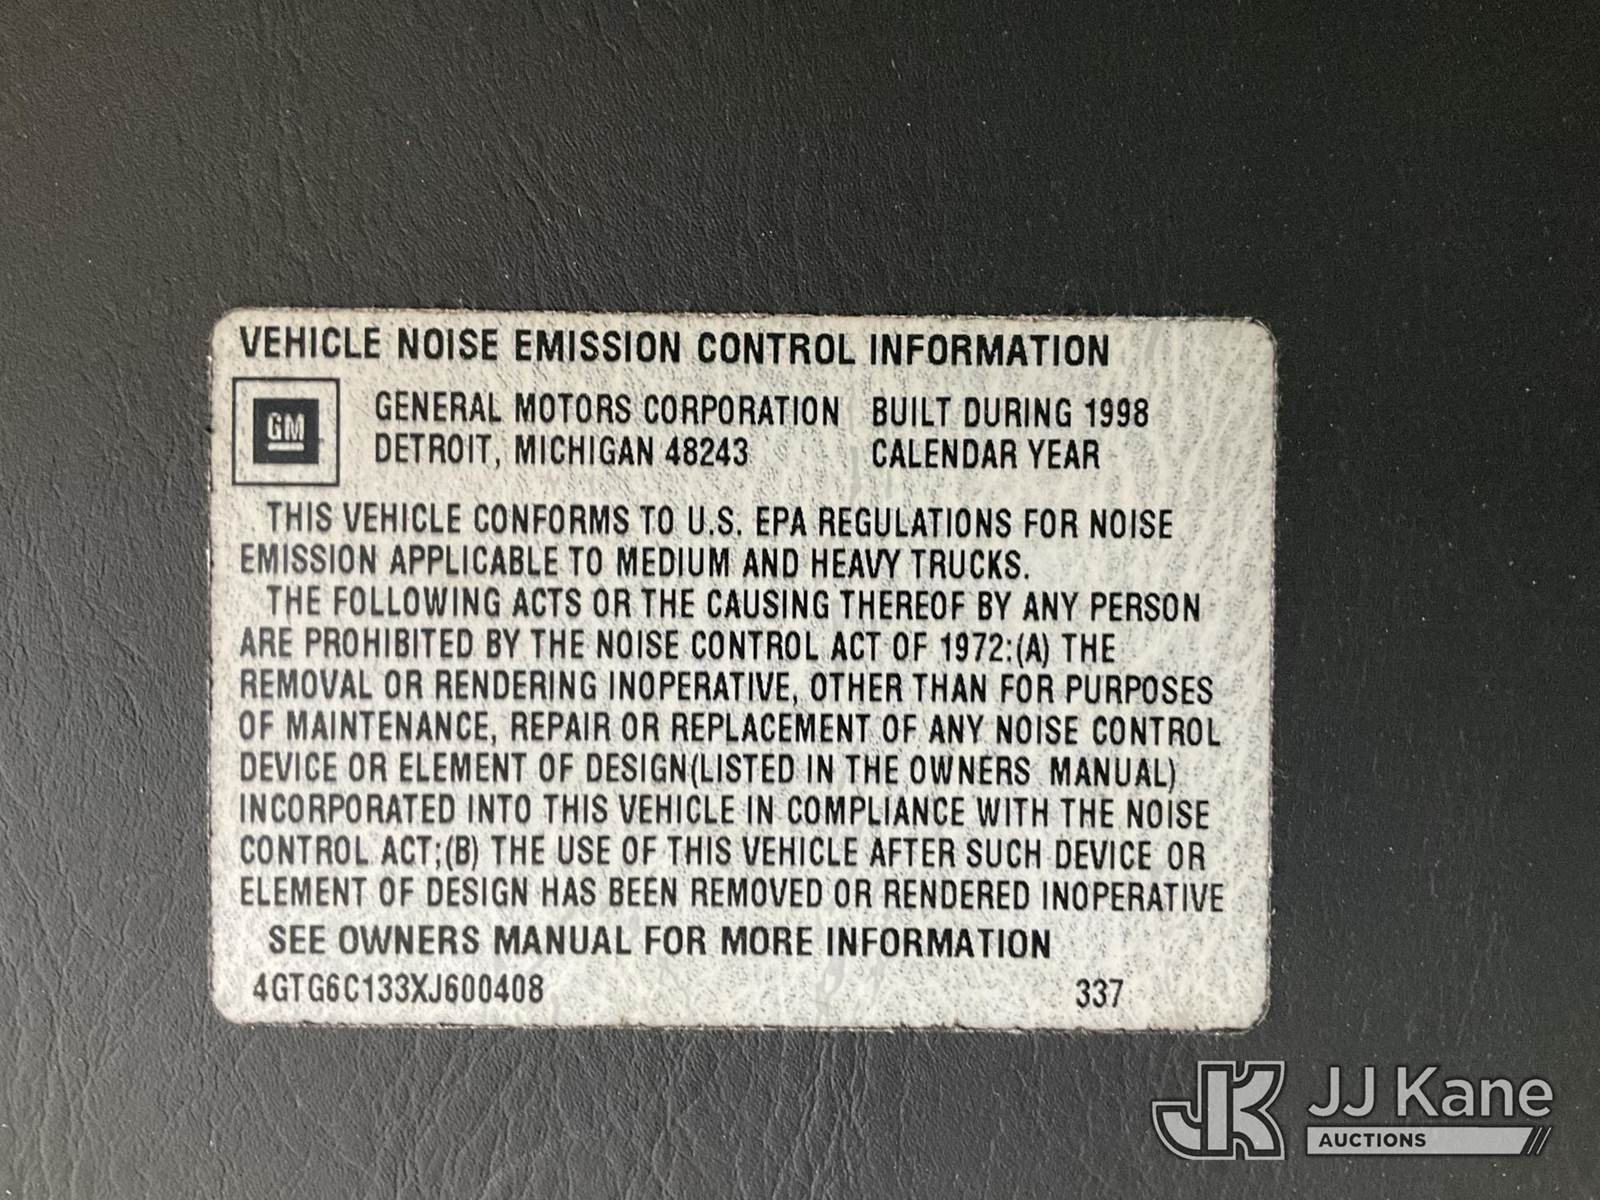 VEHICLE NOISE EMISSION CONTROL INFORMATION
GM
GENERAL MOTORS CORPORATION BUILT DURING 1998
DETROIT, MICHIGAN 48243 CALENDAR YEAR
THIS VEHICLE CONFORMS TO U.S. EPA REGULATIONS FOR NOISE
EMISSION APPLICABLE TO MEDIUM AND HEAVY TRUCKS.
THE FOLLOWING ACTS OR THE CAUSING THEREOF BY ANY PERSON
ARE PROHIBITED BY THE NOISE CONTROL ACT OF 1972:(A) THE
REMOVAL OR RENDERING INOPERATIVE, OTHER THAN FOR PURPOSES
OF MAINTENANCE, REPAIR OR REPLACEMENT OF ANY NOISE CONTROL
DEVICE OR ELEMENT OF DESIGN(LISTED IN THE OWNERS MANUAL)
INCORPORATED INTO THIS VEHICLE IN COMPLIANCE WITH THE NOISE
CONTROL ACT;(B) THE USE OF THIS VEHICLE AFTER SUCH DEVICE OR
ELEMENT OF DESIGN HAS BEEN REMOVED OR RENDERED INOPERATIVE
SEE OWNERS MANUAL FOR MORE INFORMATION
4GTG6C133XJ600408 337
JK JJ Kane
AUCTIONS